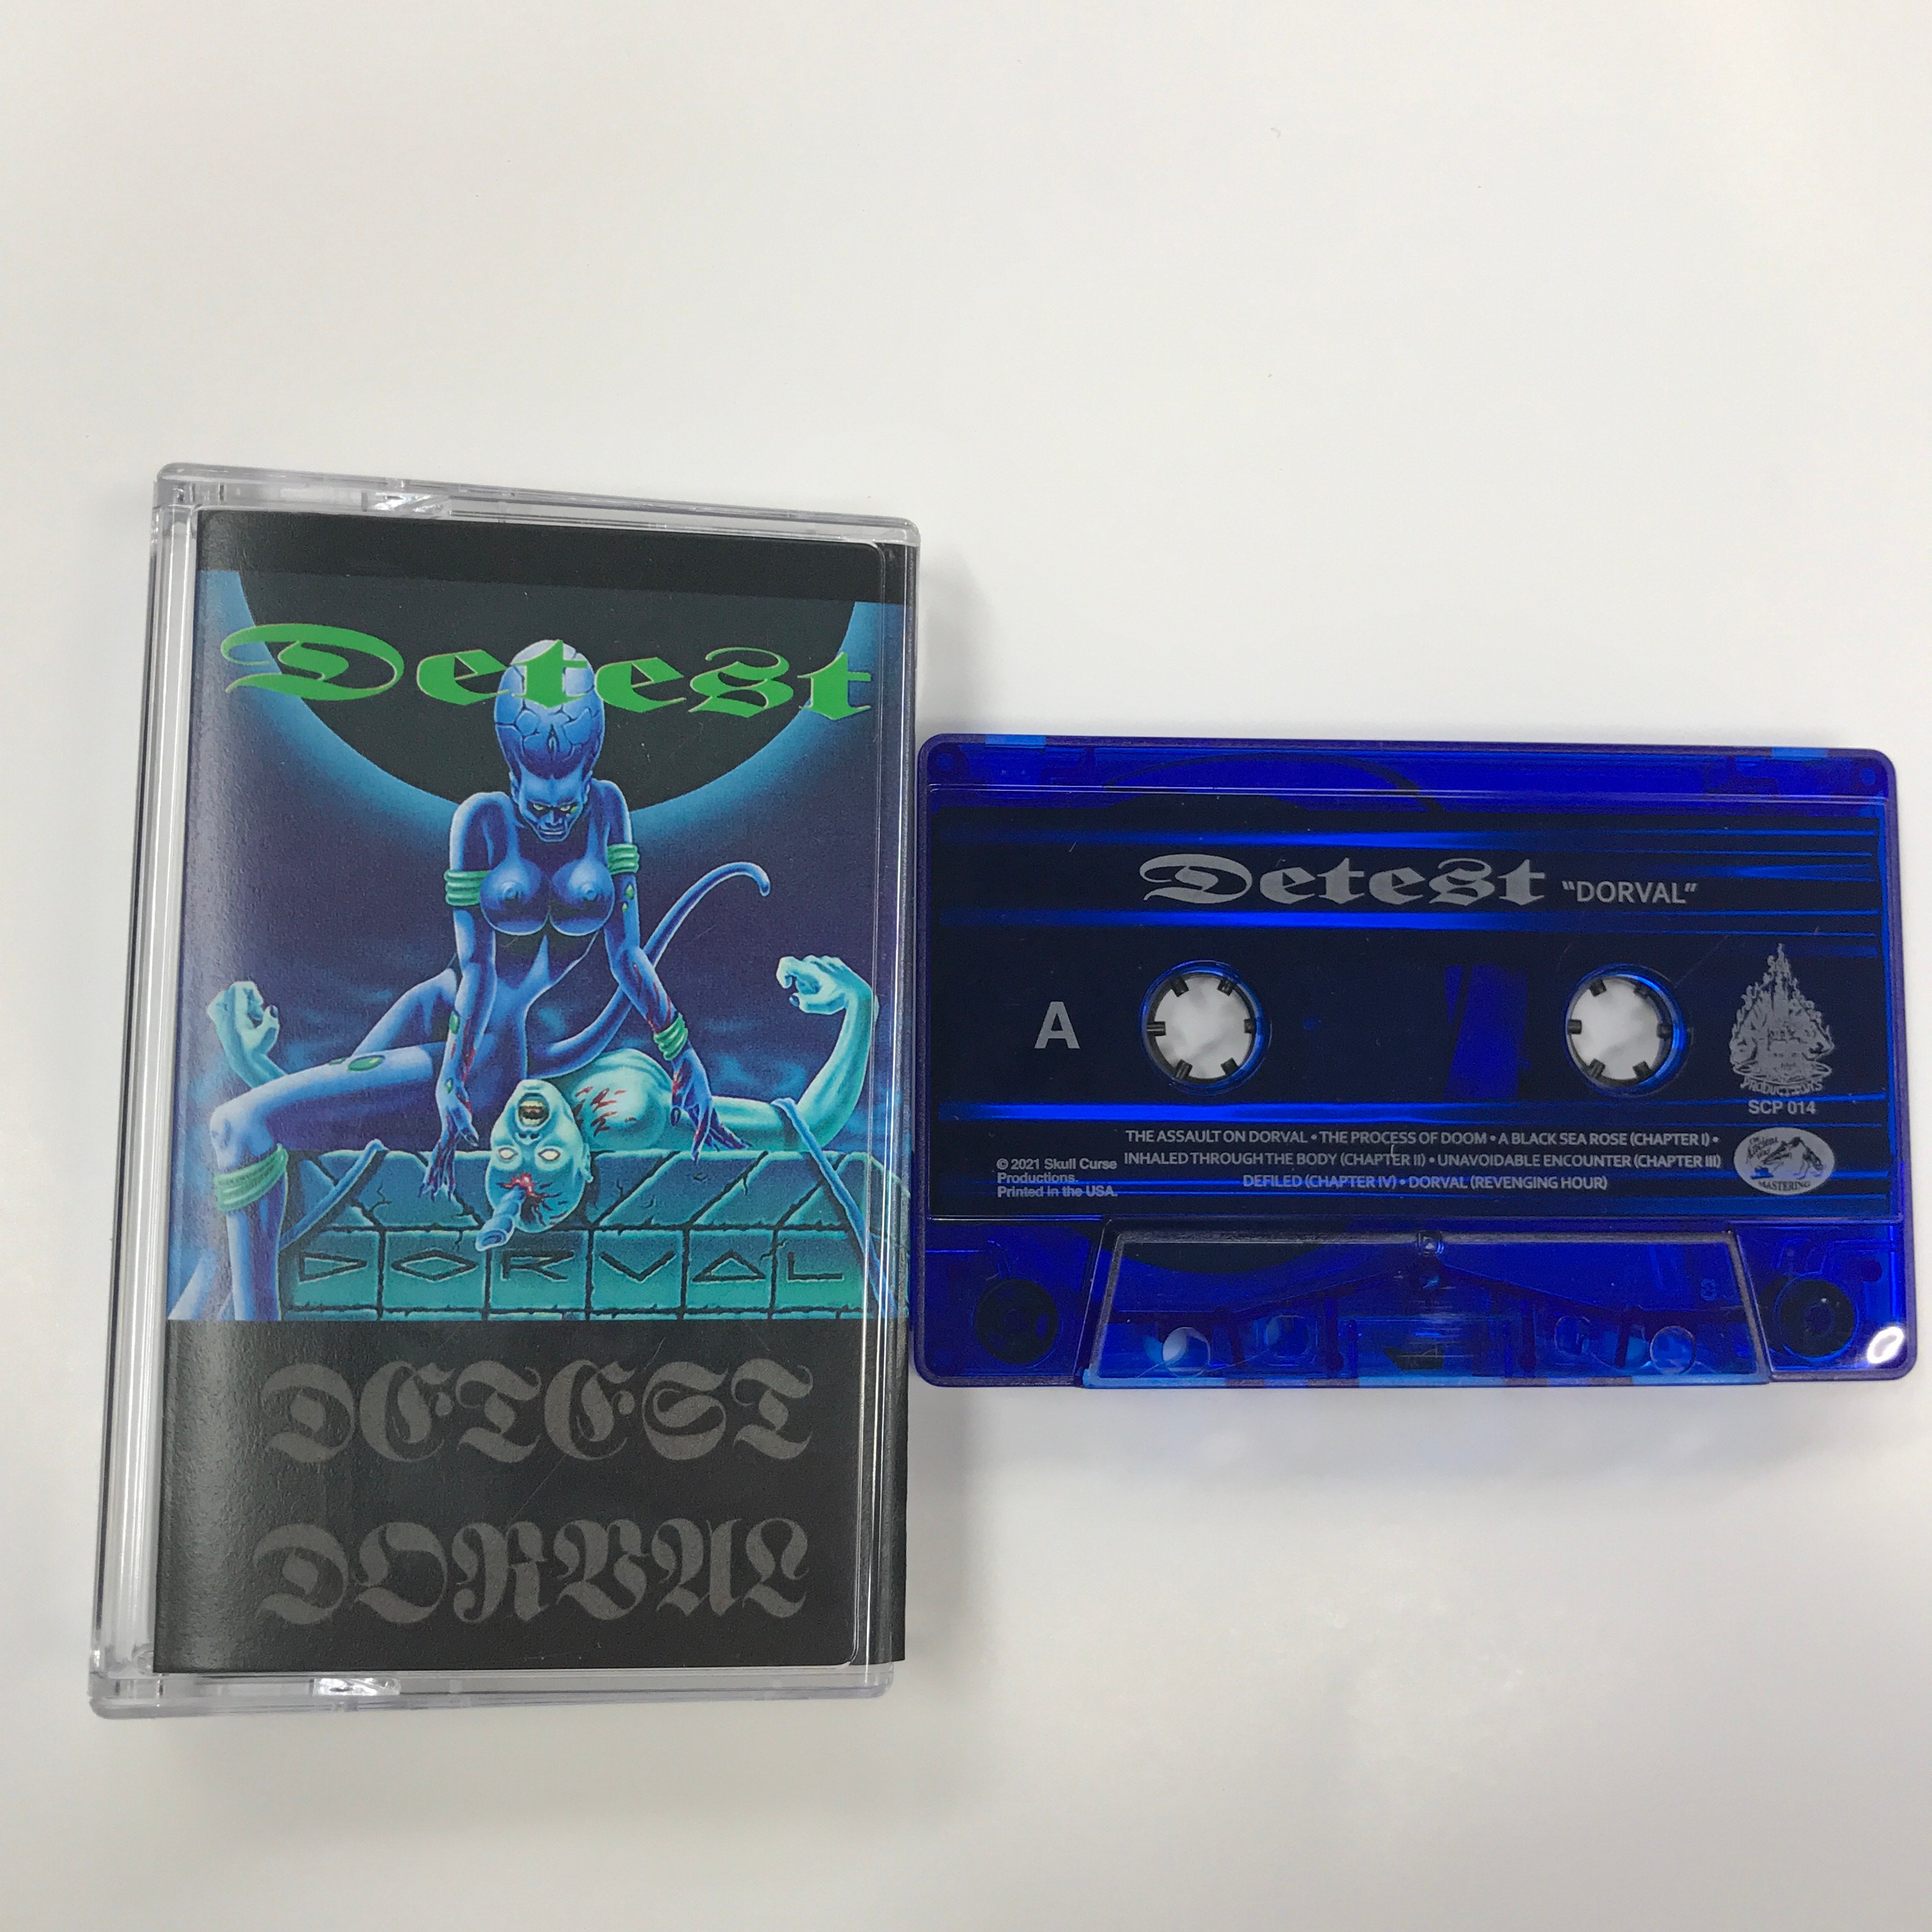 Detest
DORVAL
DETEST
DORVAL
Detest "DORVAL"
A
PRODUCTIONS
SCP 014
THE ASSAULT ON DORVAL • THE PROCESS OF DOOM • A BLACK SEA ROSE (CHAPTER I) •
INHALED THROUGH THE BODY (CHAPTER II) • UNAVOIDABLE ENCOUNTER (CHAPTER III)
DEFILED (CHAPTER IV) • DORVAL (REVENGING HOUR)
© 2021 Skull Curse
Productions.
Printed in the USA.
MASTERING